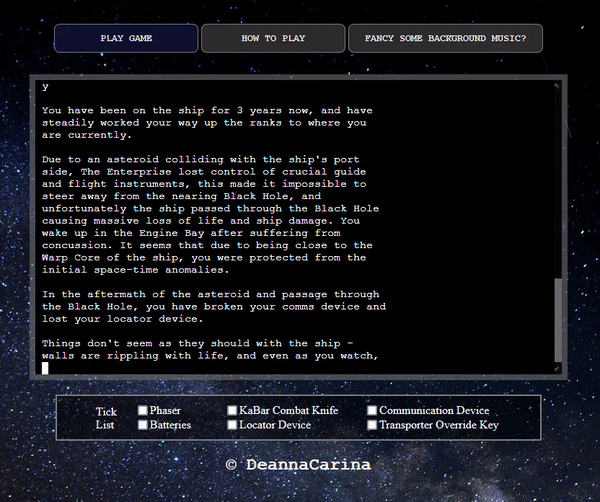 PLAY GAME
HOW TO PLAY
FANCY SOME BACKGROUND MUSIC?
y
You have been on the ship for 3 years now, and have
steadily worked your way up the ranks to where you
are currently.
Due to an asteroid colliding with the ship's port
side, The Enterprise lost control of crucial guide
and flight instruments, this made it impossible to
steer away from the nearing Black Hole, and
unfortunately the ship passed through the Black Hole
causing massive loss of life and ship damage. You
wake up in the Engine Bay after suffering from
concussion. It seems that due to being close to the
Warp Core of the ship, you were protected from the
initial space-time anomalies.
In the aftermath of the asteroid and passage through
the Black Hole, you have broken your comms device and
lost your locator device.
Things don't seem as they should with the ship -
walls are rippling with life, and even as you watch,
Tick
List
Phaser
KaBar Combat Knife
Communication Device
Batteries
Locator Device
Transporter Override Key
© DeannaCarina